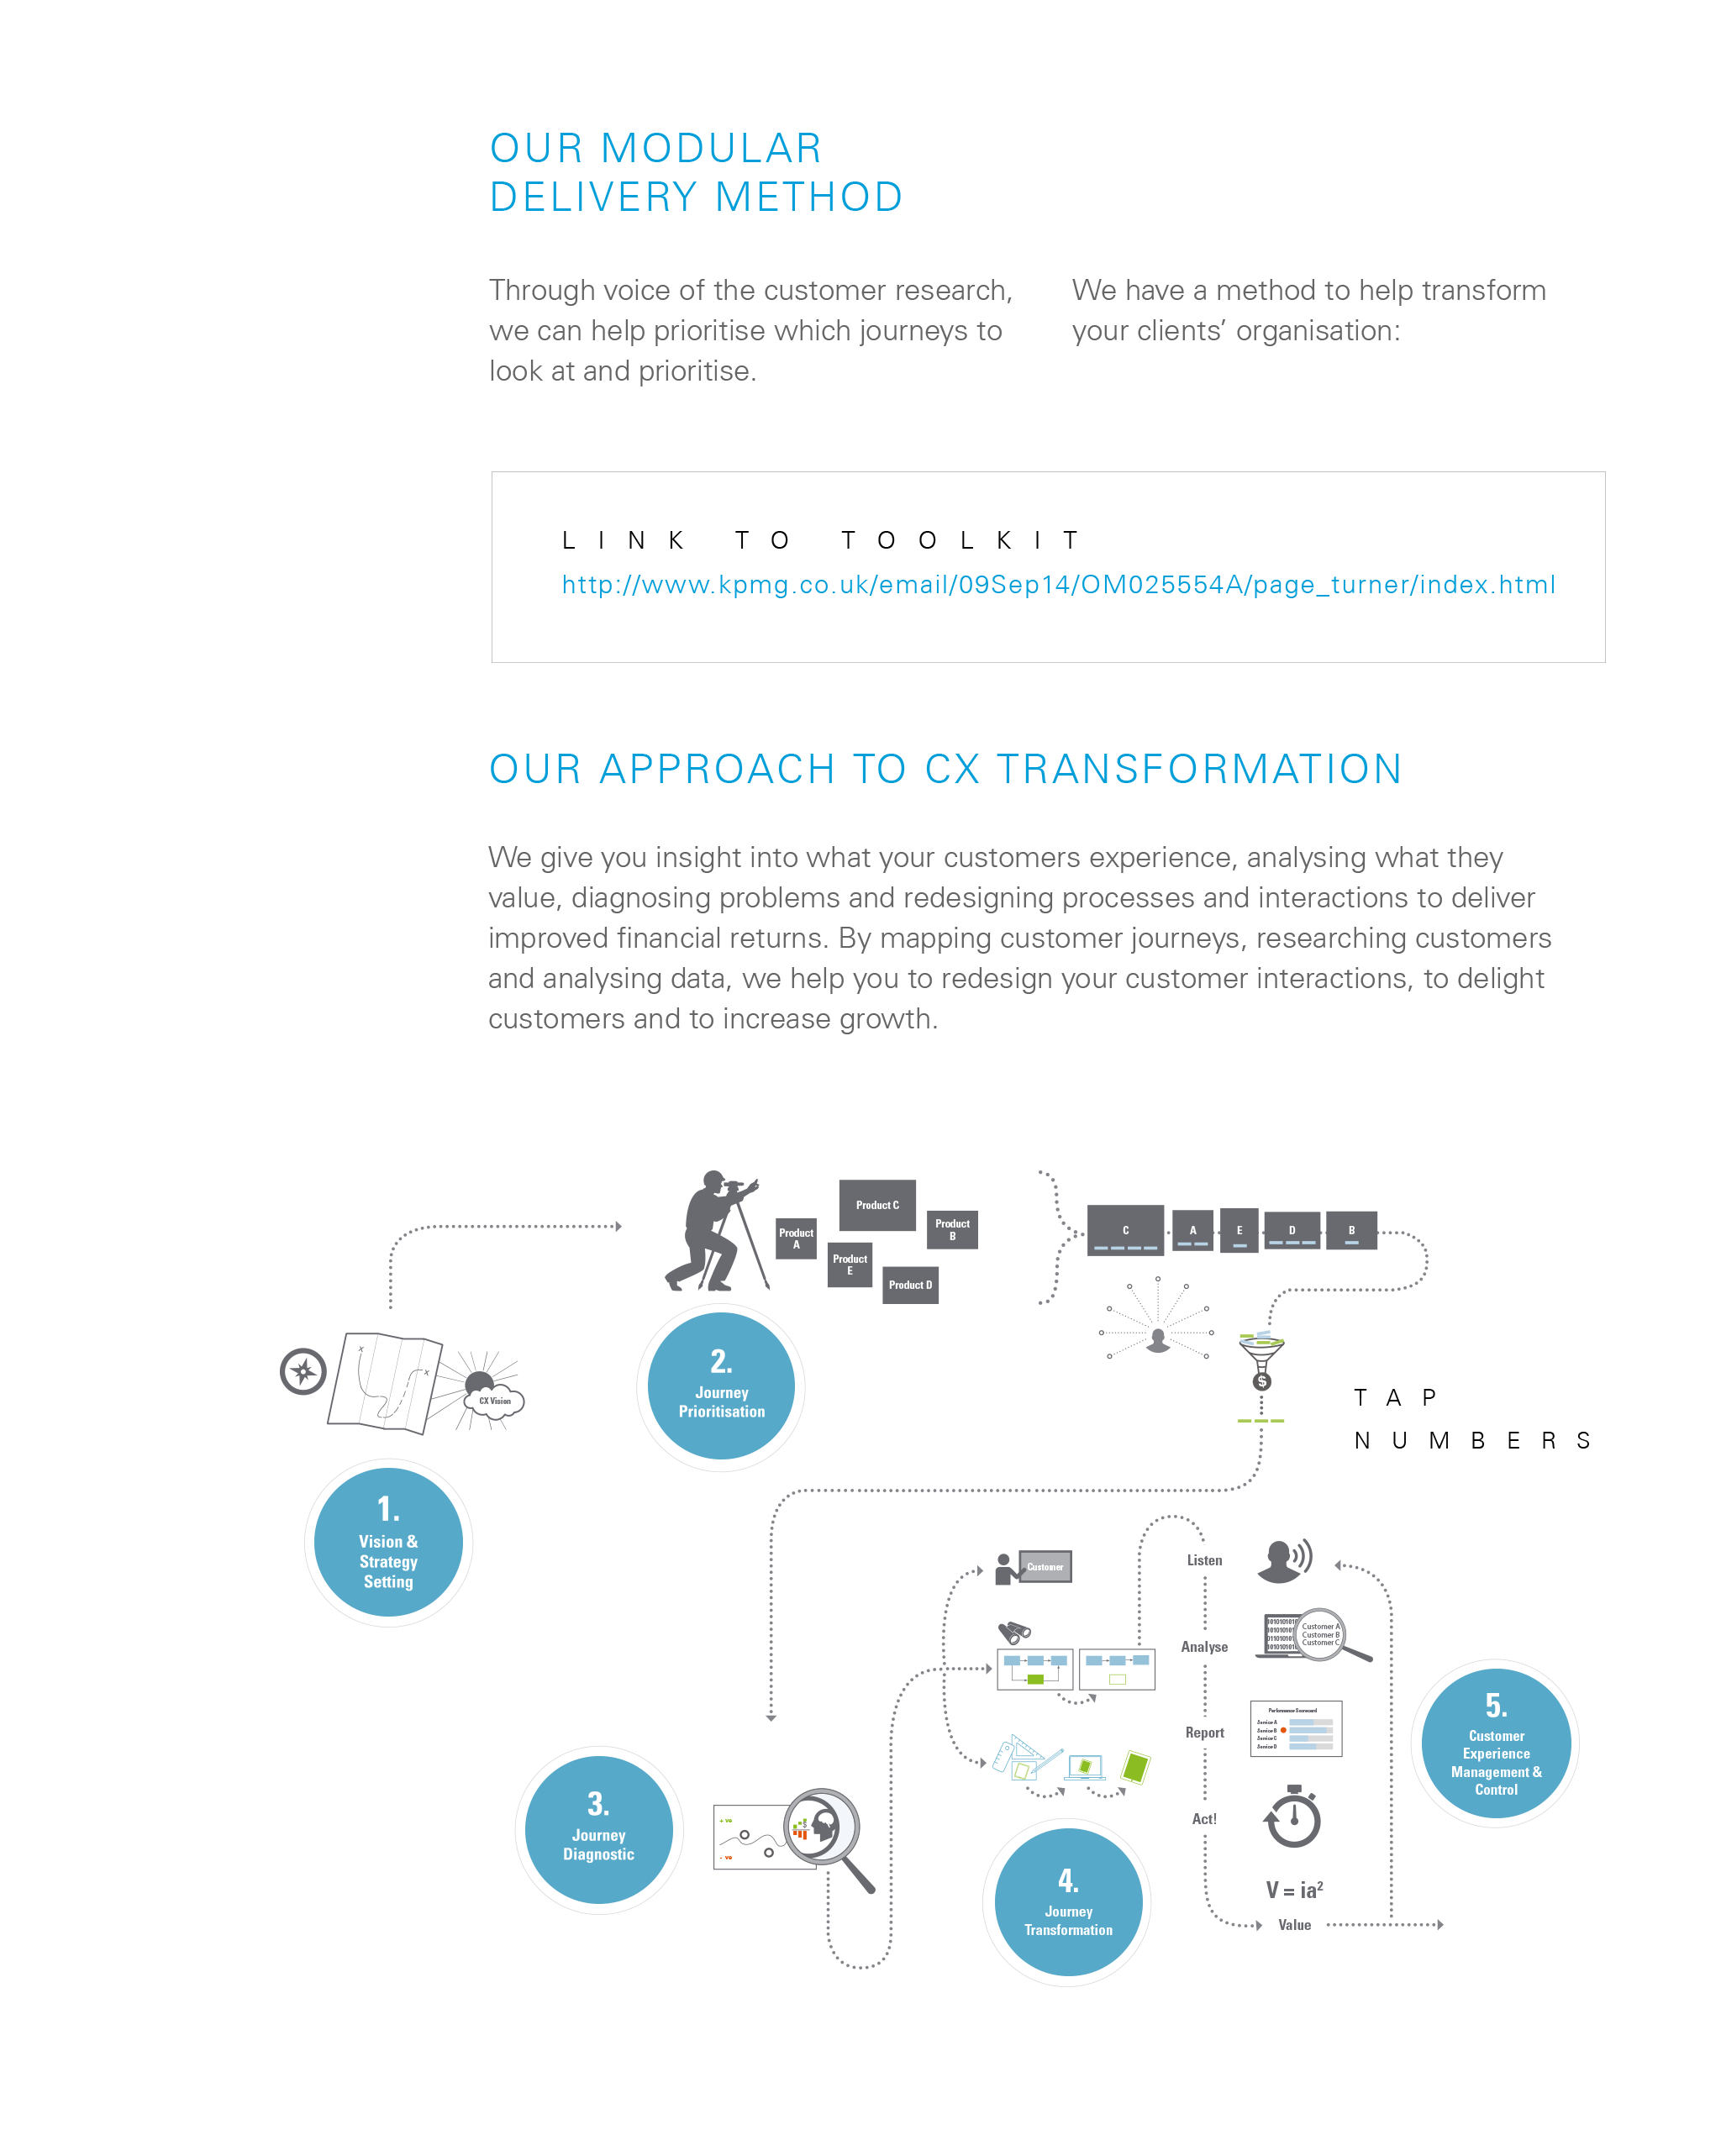 OUR MODULAR
DELIVERY METHOD
Through voice of the customer research,
we can help prioritise which journeys to
look at and prioritise.
We have a method to help transform
your clients’ organisation:
LINK TO TOOLKIT
http://www.kpmg.co.uk/email/09Sep14/OM025554A/page_turner/index.html
OUR APPROACH TO CX TRANSFORMATION
We give you insight into what your customers experience, analysing what they
value, diagnosing problems and redesigning processes and interactions to deliver
improved financial returns. By mapping customer journeys, researching customers
and analysing data, we help you to redesign your customer interactions, to delight
customers and to increase growth.
Product C
Product
A
Product
B
Product
E
Product D
C A E D B
2.
Journey
Prioritisation
x
x
CX Vision
$
TAP
NUMBERS
1.
Vision &
Strategy
Setting
Customer
Listen
Analyse
Customer A
Customer B
Customer C
Report
Performance Scorecard
Service A
Service B
Service C
Service D
Act!
5.
Customer
Experience
Management &
Control
3.
Journey
Diagnostic
+ ve
- ve
4.
Journey
Transformation
V = ia²
Value